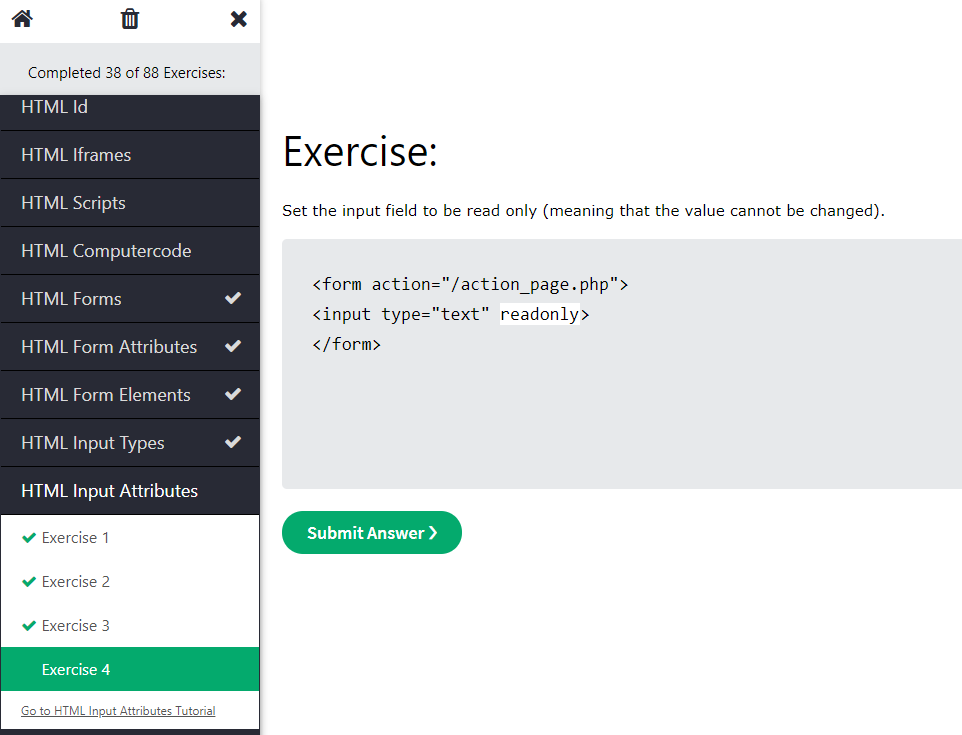 Completed 38 of 88 Exercises:
HTML Id
HTML Iframes
HTML Scripts
HTML Computercode
HTML Forms
HTML Form Attributes
HTML Form Elements
HTML Input Types
HTML Input Attributes
Exercise 1
Exercise 2
Exercise 3
Exercise 4
Go to HTML Input Attributes Tutorial
Exercise:
Set the input field to be read only (meaning that the value cannot be changed).
<form action="/action_page.php">
<input type="text" readonly>
</form>
Submit Answer ❯